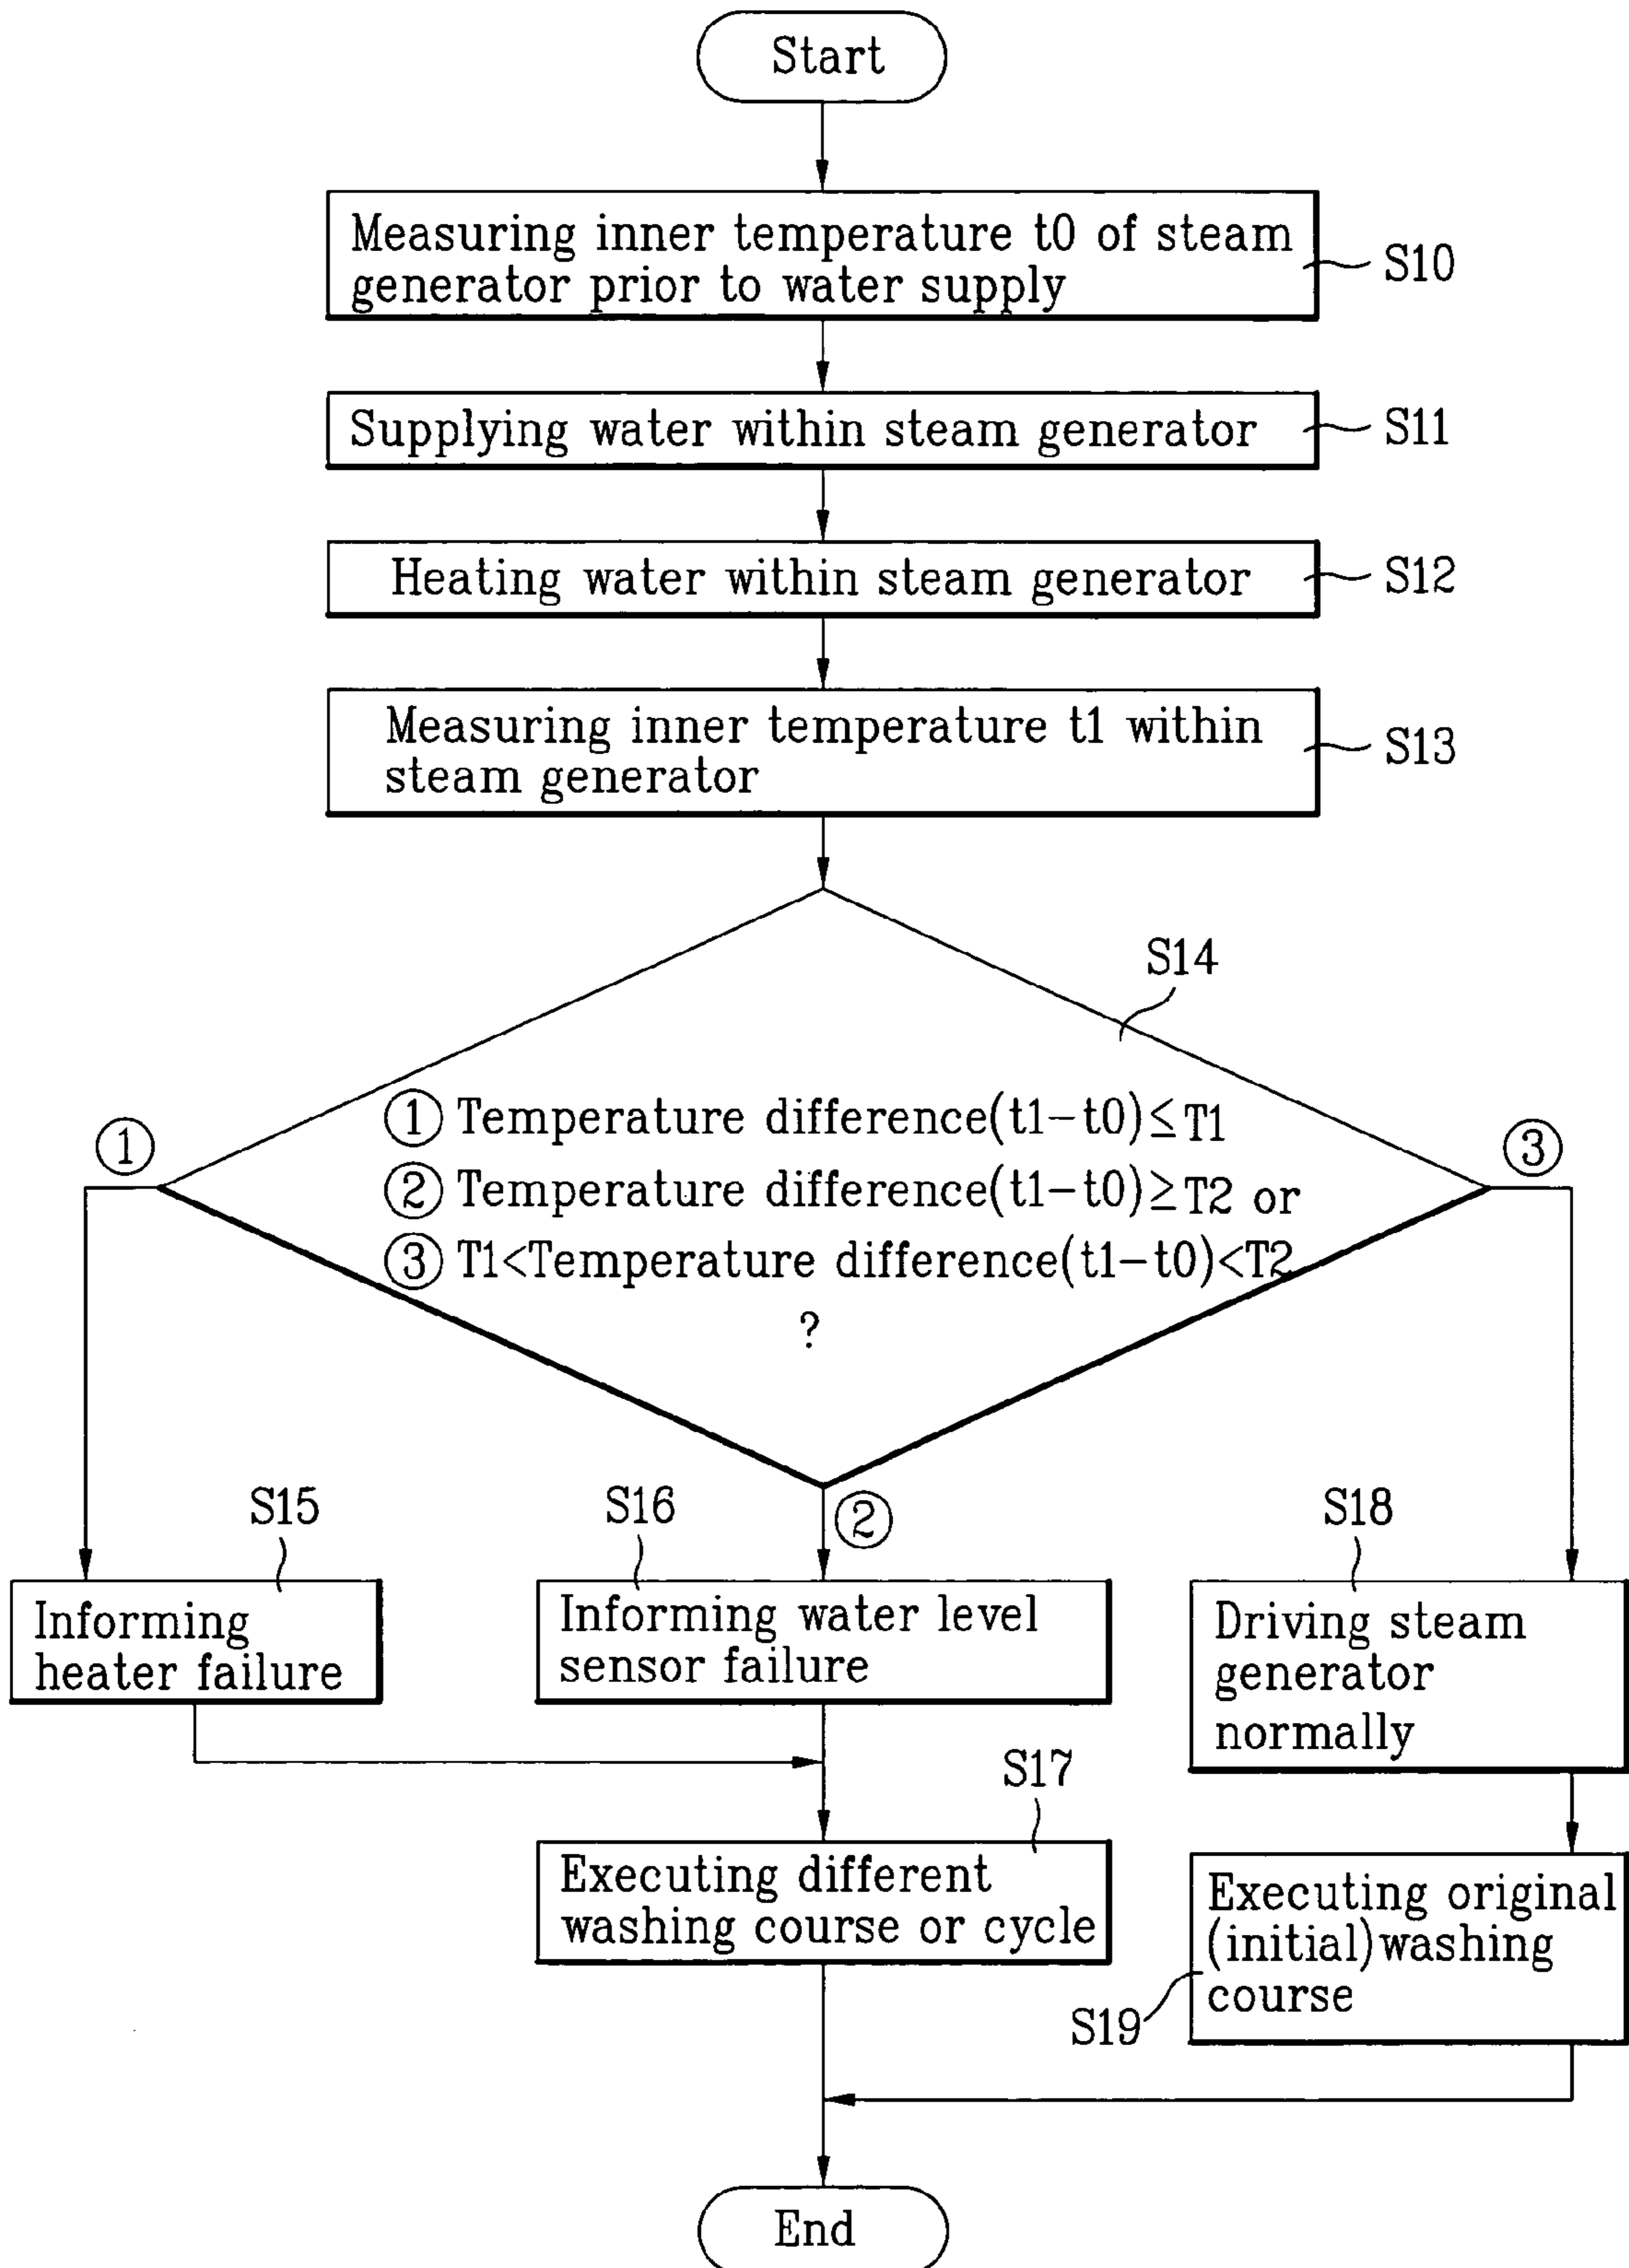 Start
Measuring inner temperature t0 of steam
generator prior to water supply
S10
Supplying water within steam generator
S11
Heating water within steam generator
S12
Measuring inner temperature t1 within
steam generator
S13
S14
① Temperature difference(t1-t0)≤T1
② Temperature difference(t1-t0)≥T2 or
③ T1<Temperature difference(t1-t0)<T2
?
①
③
②
S15
Informing
heater failure
S16
Informing water level
sensor failure
S18
Driving steam
generator
normally
S17
Executing different
washing course or cycle
Executing original
(initial)washing
course
S19
End